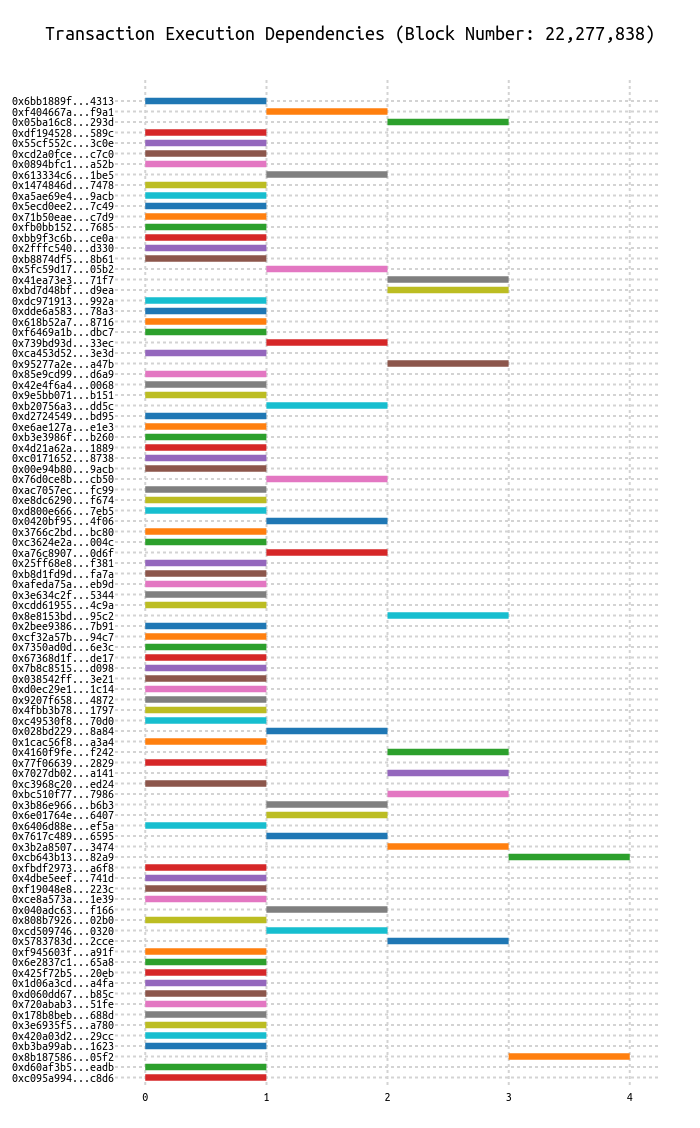 Transaction Execution Dependencies (Block Number: 22,277,838)
0x6bb1889f...4313
0xf404667a...f9a1
0x05ba16c8...293d
0xdf194528...589c
0x55cf552c...3c0e
0xcd2a0fce...c7c0
0x0894bfc1...a52b
0x613334c6...1be5
0x1474846d...7478
0xa5ae69e4...9acb
0x5ecd0ee2...7c49
0x71b50eae...c7d9
0xfb0bb152...7685
0xbb9f3c6b...ce0a
0x2fffc540...d330
0xb8874df5...8b61
0x5fc59d17...05b2
0x41ea73e3...71f7
0xbd7d48bf...d9ea
0xdc971913...992a
0xdde6a583...78a3
0x618b52a7...8716
0xf6469a1b...dbc7
0x739bd93d...33ec
0xca453d52...3e3d
0x95277a2e...a47b
0x85e9cd99...d6a9
0x42e4f6a4...0068
0x9e5bb071...b151
0xb20756a3...dd5c
0xd2724549...bd95
0xe6ae127a...e1e3
0xb3e3986f...b260
0x4d21a62a...1889
0xc0171652...8738
0x00e94b80...9acb
0x76d0ce8b...cb50
0xac7057ec...fc99
0xe8dc6290...f674
0xd800e666...7eb5
0x0420bf95...4f06
0x3766c2bd...bc80
0xc3624e2a...004c
0xa76c8907...0d6f
0x25ff68e8...f381
0xb8d1fd9d...fa7a
0xafeda75a...eb9d
0x3e634c2f...5344
0xcdd61955...4c9a
0x8e8153bd...95c2
0x2bee9386...7b91
0xcf32a57b...94c7
0x7350ad0d...6e3c
0x67368d1f...de17
0x7b8c8515...d098
0x038542ff...3e21
0xd0ec29e1...1c14
0x9207f658...4872
0x4fbb3b78...1797
0xc49530f8...70d0
0x028bd229...8a84
0x1cac56f8...a3a4
0x4160f9fe...f242
0x77f06639...2829
0x7027db02...a141
0xc3968c20...ed24
0xbc510f77...7986
0x3b86e966...b6b3
0x6e01764e...6407
0x6406d88e...ef5a
0x7617c489...6595
0x3b2a8507...3474
0xcb643b13...82a9
0xfbdf2973...a6f8
0x4dbe5eef...741d
0xf19048e8...223c
0xce8a573a...1e39
0x040adc63...f166
0x808b7926...02b0
0xcd509746...0320
0x5783783d...2cce
0xf945603f...a91f
0x6e2837c1...65a8
0x425f72b5...20eb
0x1d06a3cd...a4fa
0xd060dd67...b85c
0x720abab3...51fe
0x178b8beb...688d
0x3e6935f5...a780
0x420a03d2...29cc
0xb3ba99ab...1623
0x8b187586...05f2
0xd60af3b5...eadb
0xc095a994...c8d6
0 1 2 3 4